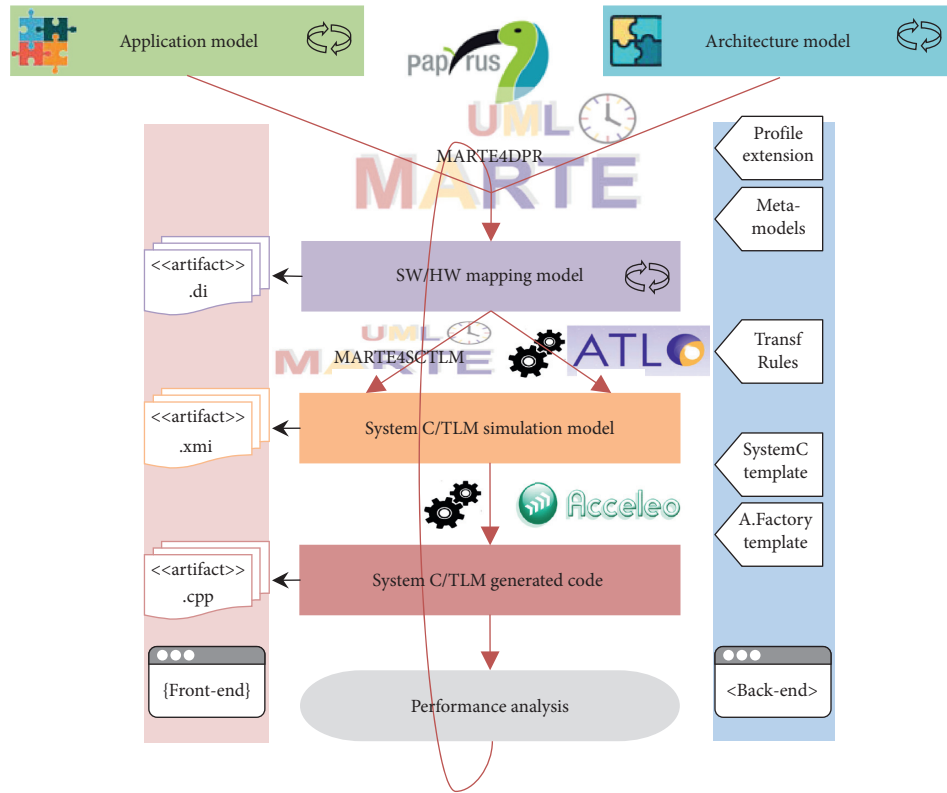 Application model
papyrus
Architecture model
UML
MARTE4DPR
MARTE
Profile
extension
Meta-
models
<<artifact>>
.di
SW/HW mapping model
UML
MARTE4SCTLM
MARTE
ATL
Transf
Rules
<<artifact>>
.xmi
System C/TLM simulation model
SystemC
template
Acceleo
A.Factory
template
<<artifact>>
.cpp
System C/TLM generated code
{Front-end}
Performance analysis
<Back-end>